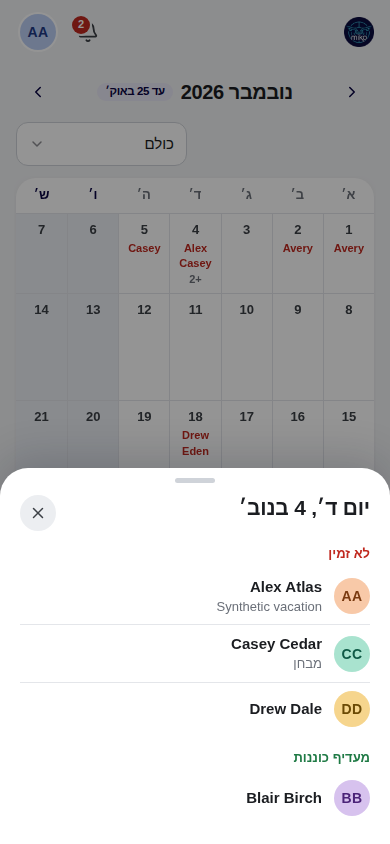 miko
2
AA
נובמבר 2026
עד 25 באוק׳
כולם
א׳ ב׳ ג׳ ד׳ ה׳ ו׳ ש׳
1 2 3 4 5 6 7
Avery Avery Alex Casey
Casey
2+
8 9 10 11 12 13 14
15 16 17 18 19 20 21
Drew
Eden
יום ד׳, 4 בנוב׳
לא זמין
AA
Alex Atlas
Synthetic vacation
CC
Casey Cedar
מבחן
DD
Drew Dale
מעדיף כוננות
BB
Blair Birch